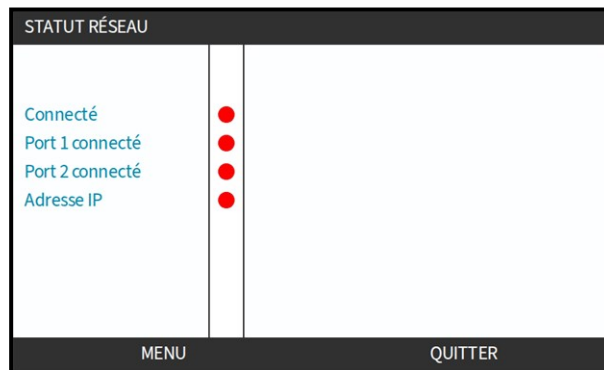 STATUT RÉSEAU
Connecté
Port 1 connecté
Port 2 connecté
Adresse IP
MENU QUITTER